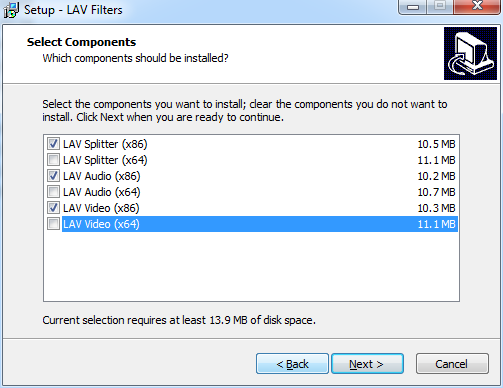 Setup - LAV Filters
Select Components
Which components should be installed?
Select the components you want to install; clear the components you do not want to
install. Click Next when you are ready to continue.
LAV Splitter (x86) 10.5 MB
LAV Splitter (x64) 11.1 MB
LAV Audio (x86) 10.2 MB
LAV Audio (x64) 10.7 MB
LAV Video (x86) 10.3 MB
LAV Video (x64) 11.1 MB
Current selection requires at least 13.9 MB of disk space.
< Back Next > Cancel